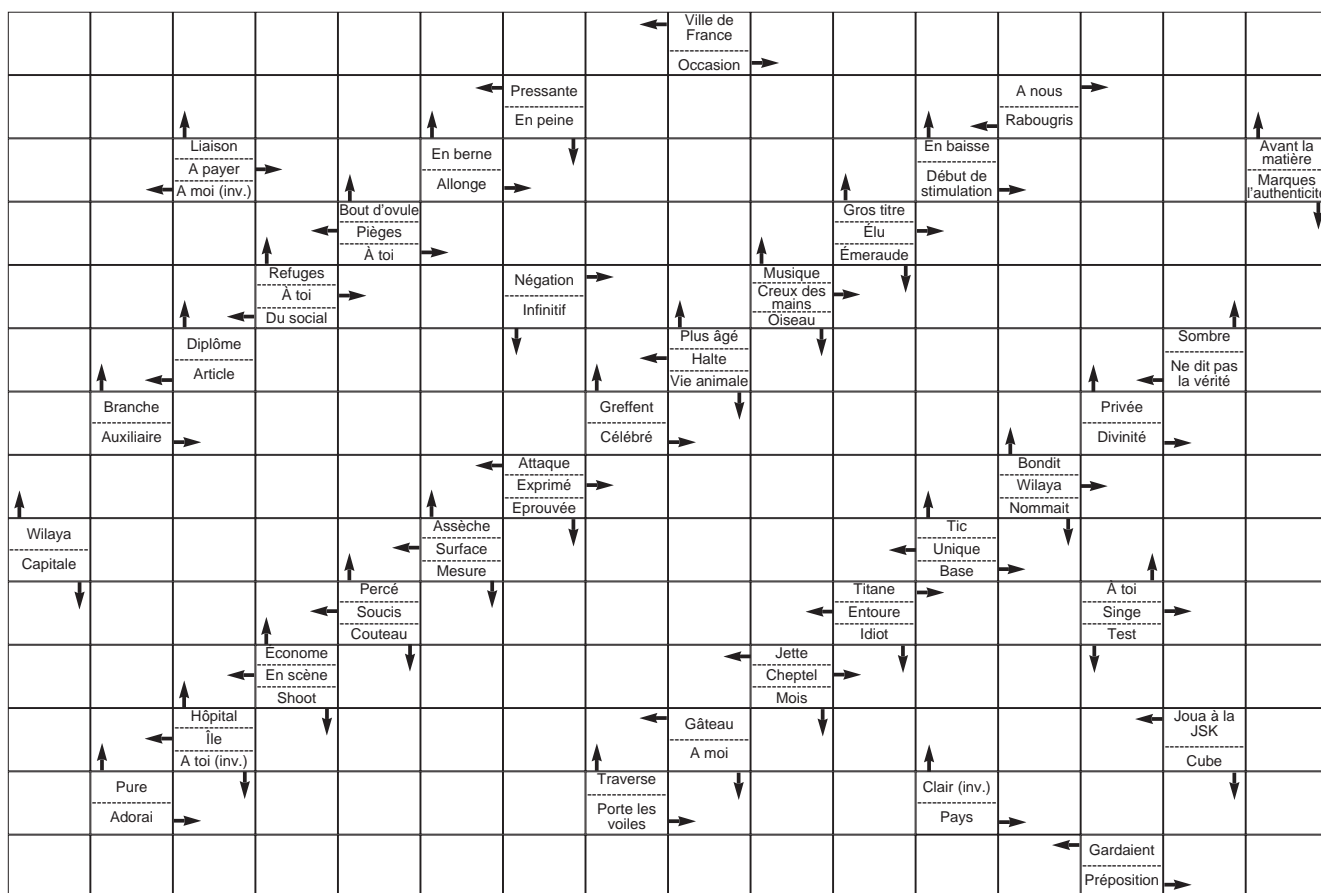 Ville de
France
Occasion
Pressante
En peine
A nous
Rabougris
Liaison
A payer
A moi (inv.)
En berne
Allonge
En baisse
Début de
stimulation
Avant la
matière
Marques
l'authenticité
Bout d'ovule
Pièges
À toi
Gros titre
Élu
Émeraude
Refuges
À toi
Du social
Négation
Infinitif
Musique
Creux des
mains
Oiseau
Diplôme
Article
Plus âgé
Halte
Vie animale
Sombre
Ne dit pas
la vérité
Branche
Auxiliaire
Greffent
Célébré
Privée
Divinité
Attaque
Exprimé
Eprouvée
Bondit
Wilaya
Nommait
Wilaya
Capitale
Assèche
Surface
Mesure
Tic
Unique
Base
Percé
Soucis
Couteau
Titane
Entoure
Idiot
À toi
Singe
Test
Économe
En scène
Shoot
Jette
Cheptel
Mois
Hôpital
Île
A toi (inv.)
Gâteau
A moi
Joua à la
JSK
Cube
Pure
Adorai
Traverse
Porte les
voiles
Clair (inv.)
Pays
Gardaient
Préposition